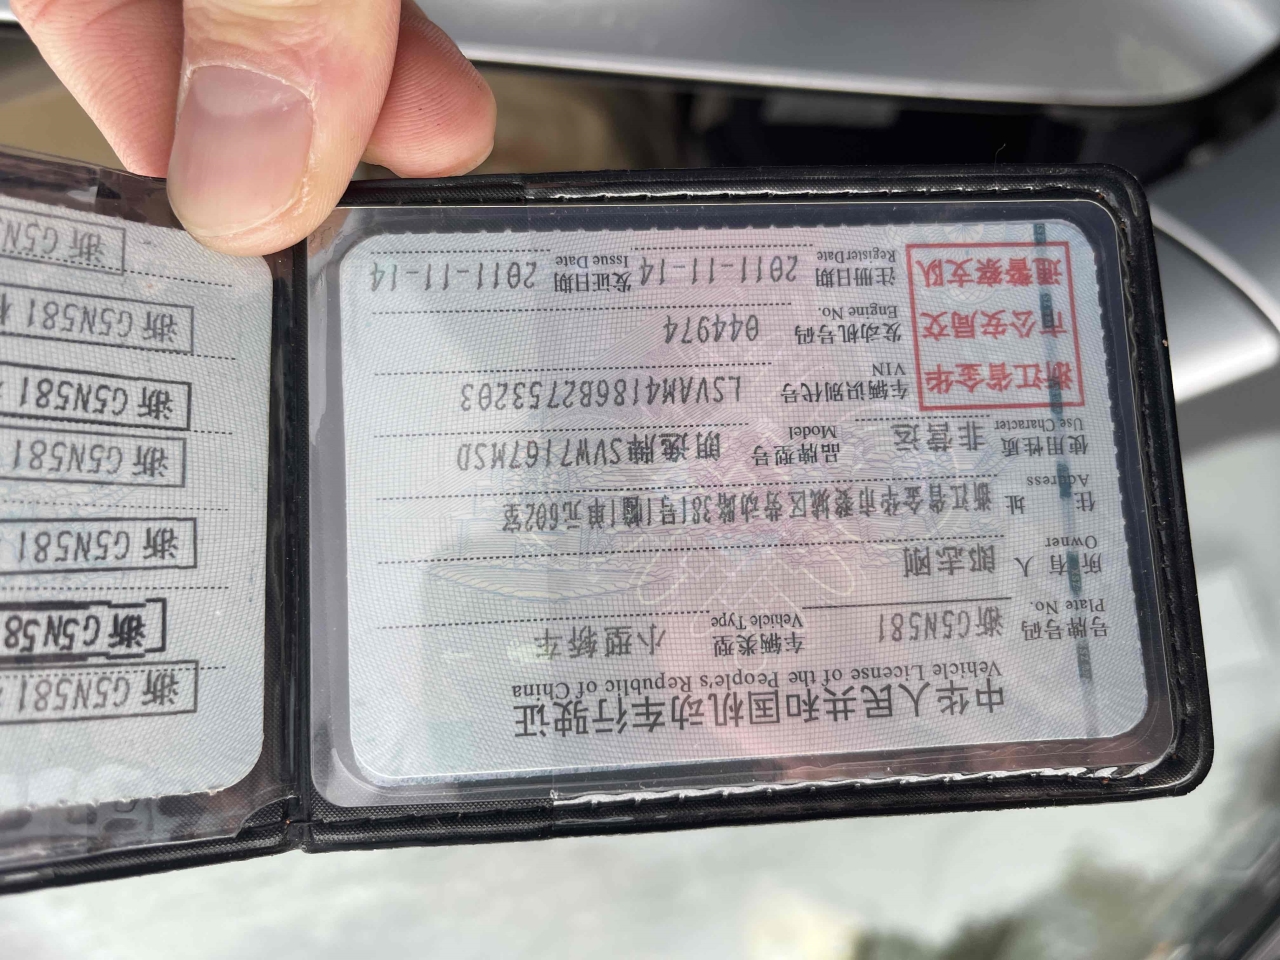 中华人民共和国机动车行驶证
Vehicle License of the People's Republic of China
号牌号码 浙G5N581 车辆类型 小型轿车
Plate No. Vehicle Type
所有人 郎志刚
Owner
住址 浙江省金华市婺城区劳动路381号1幢1单元602室
Address
使用性质 非营运 品牌型号 朗逸牌SVW7167MSD
Use Character Model
浙江省金华
市公安局交
通警察支队
车辆识别代号 LSVAM4186B2753203
VIN
发动机号码 044974
Engine No.
注册日期 2011-11-14 发证日期 2011-11-14
Register Date Issue Date
浙G5N581
浙G5N58
浙G5N581
浙G5N581
浙G5N581
浙G5N581
浙G5N